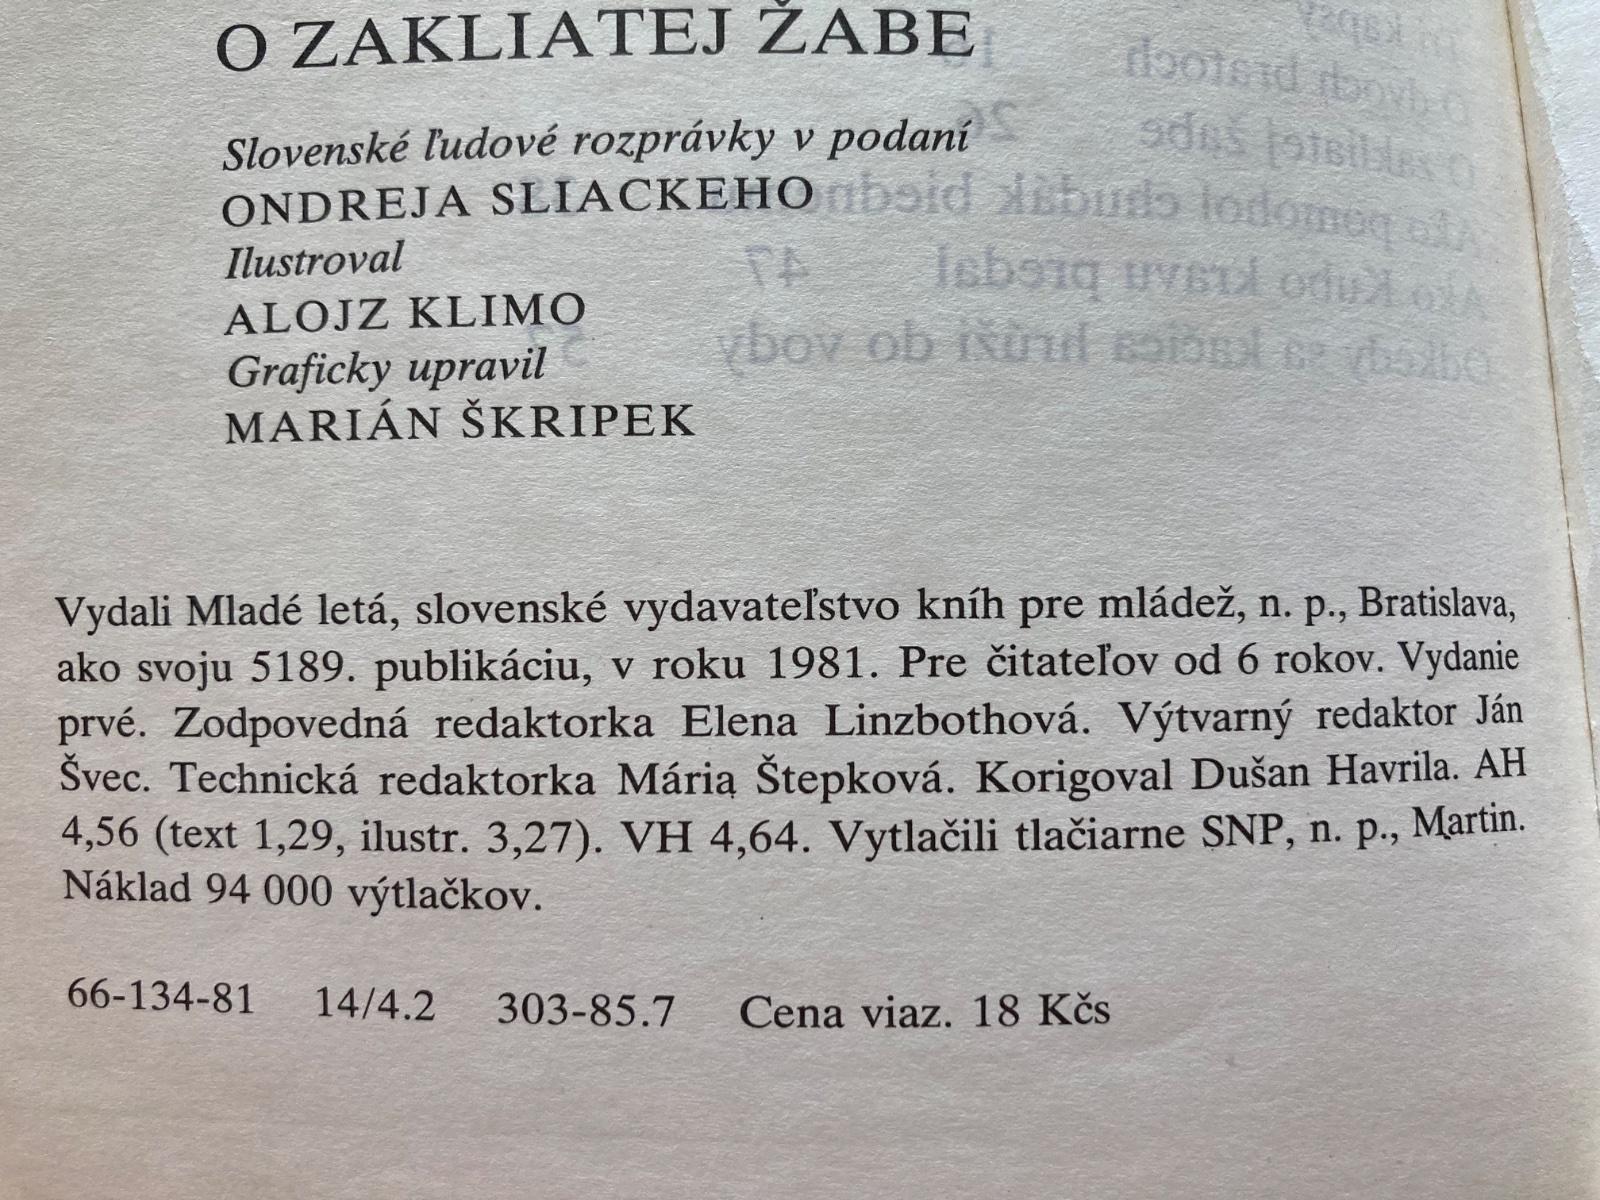 O ZAKLIATEJ ŽABE
Slovenské ľudové rozprávky v podaní
ONDREJA SLIACKEHO
Ilustroval
ALOJZ KLIMO
Graficky upravil
MARIÁN ŠKRIPEK
Vydali Mladé letá, slovenské vydavateľstvo kníh pre mládež, n. p., Bratislava,
ako svoju 5189. publikáciu, v roku 1981. Pre čitateľov od 6 rokov. Vydanie
prvé. Zodpovedná redaktorka Elena Linzbothová. Výtvarný redaktor Ján
Švec. Technická redaktorka Mária Štepková. Korigoval Dušan Havrila. AH
4,56 (text 1,29, ilustr. 3,27). VH 4,64. Vytlačili tlačiarne SNP, n. p., Martin.
Náklad 94 000 výtlačkov.
66-134-81 14/4.2 303-85.7 Cena viaz. 18 Kčs